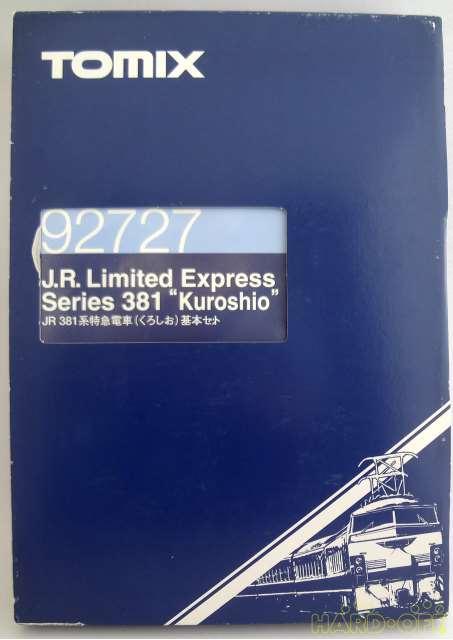 TOMIX
92727
J.R. Limited Express
Series 381 "Kuroshio"
JR 381系特急電車(くろしお)基本セット
HARD-OFF